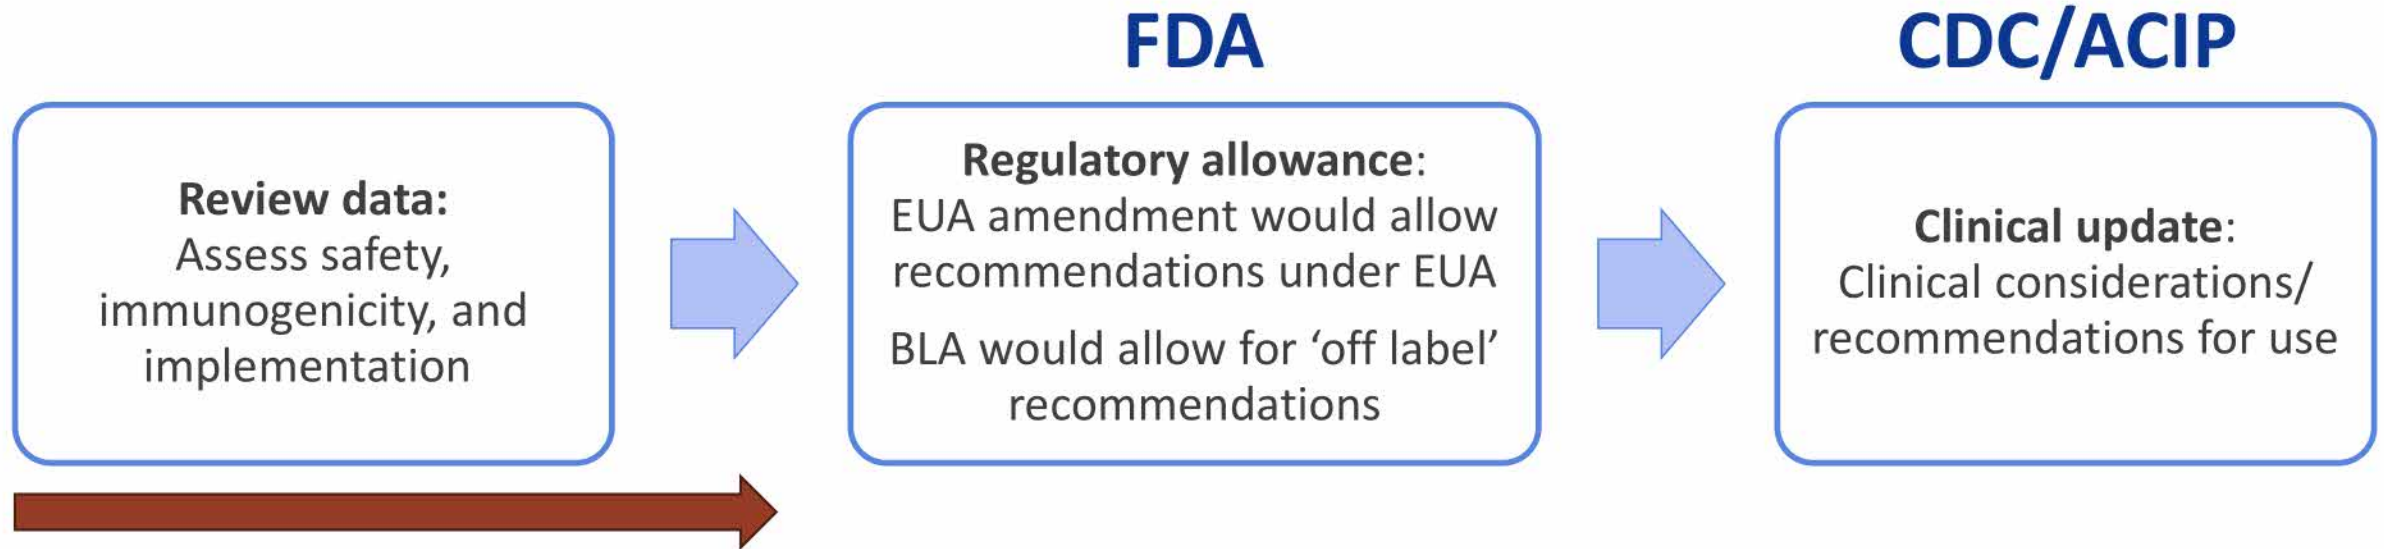 FDA
CDC/ACIP
Review data:
Assess safety,
immunogenicity, and
implementation
Regulatory allowance:
EUA amendment would allow
recommendations under EUA
BLA would allow for ‘off label’
recommendations
Clinical update:
Clinical considerations/
recommendations for use